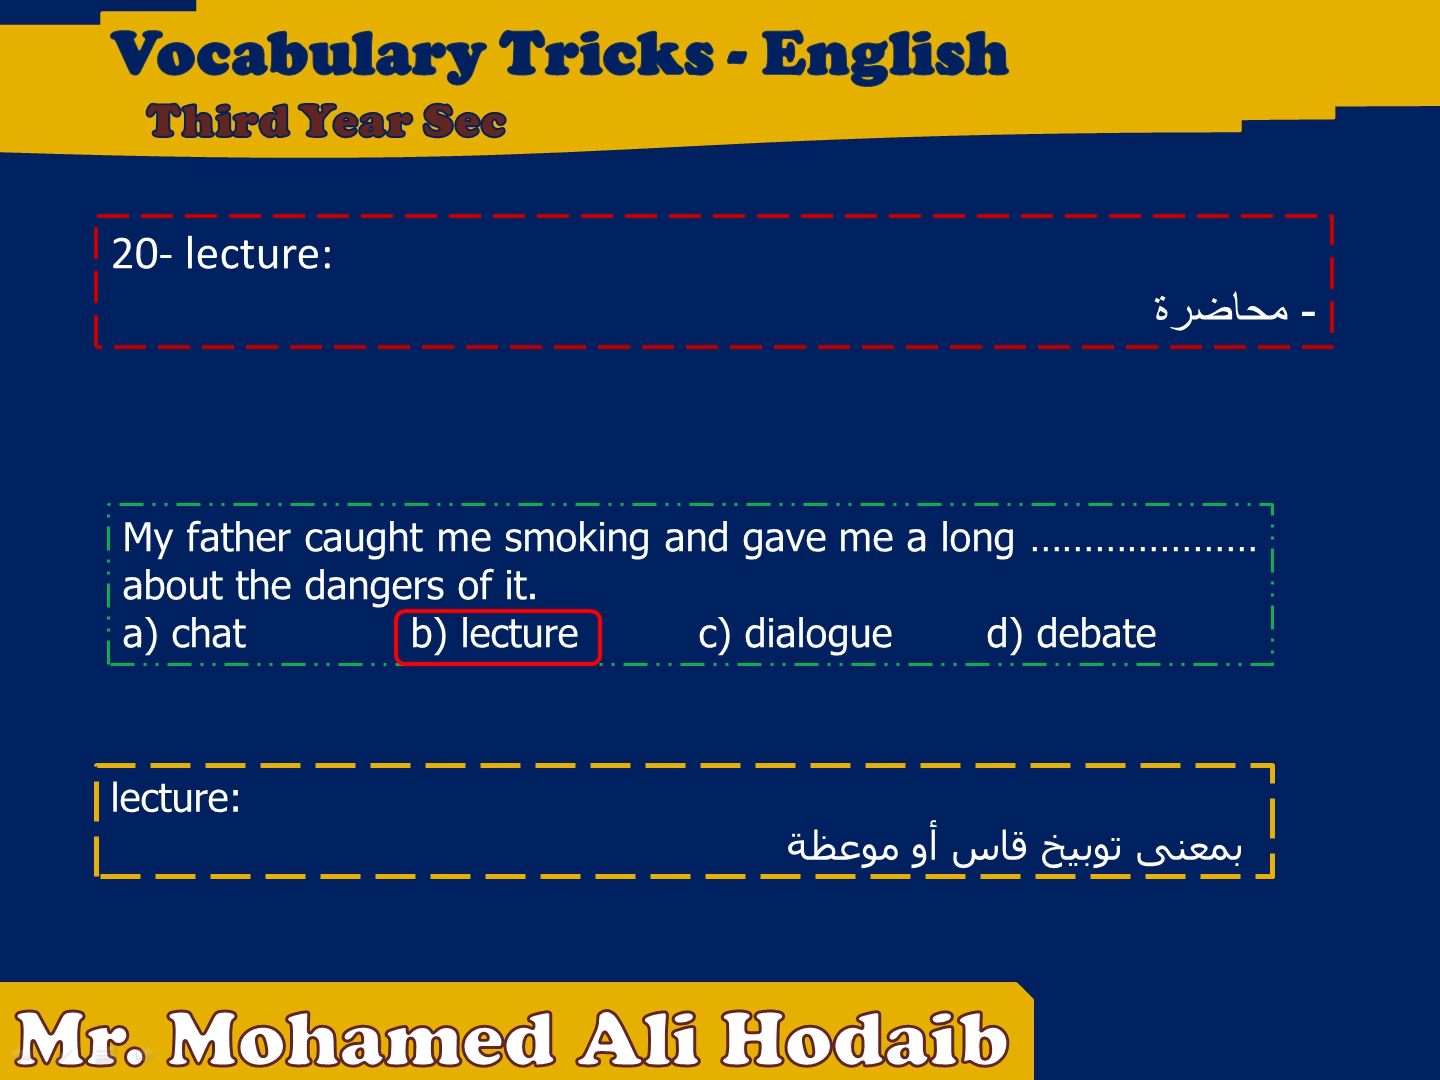 Vocabulary Tricks - English
Third Year Sec
20- lecture:
- محاضرة
My father caught me smoking and gave me a long .....................
about the dangers of it.
a) chat b) lecture c) dialogue d) debate
lecture:
بمعنى توبيخ قاس أو موعظة
Mr. Mohamed Ali Hodaib